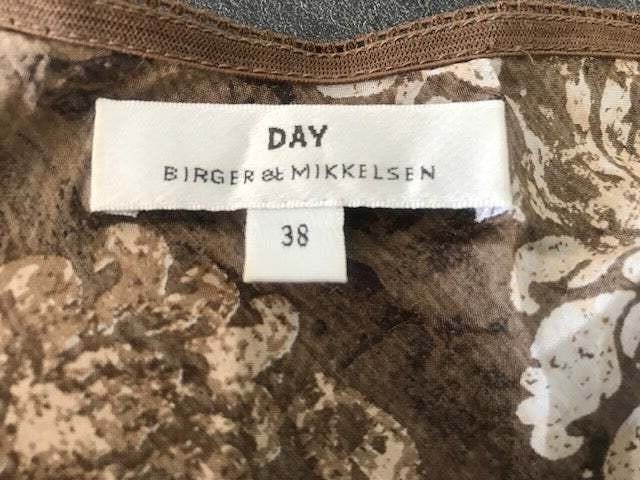 DAY
BIRGER et MIKKELSEN
38